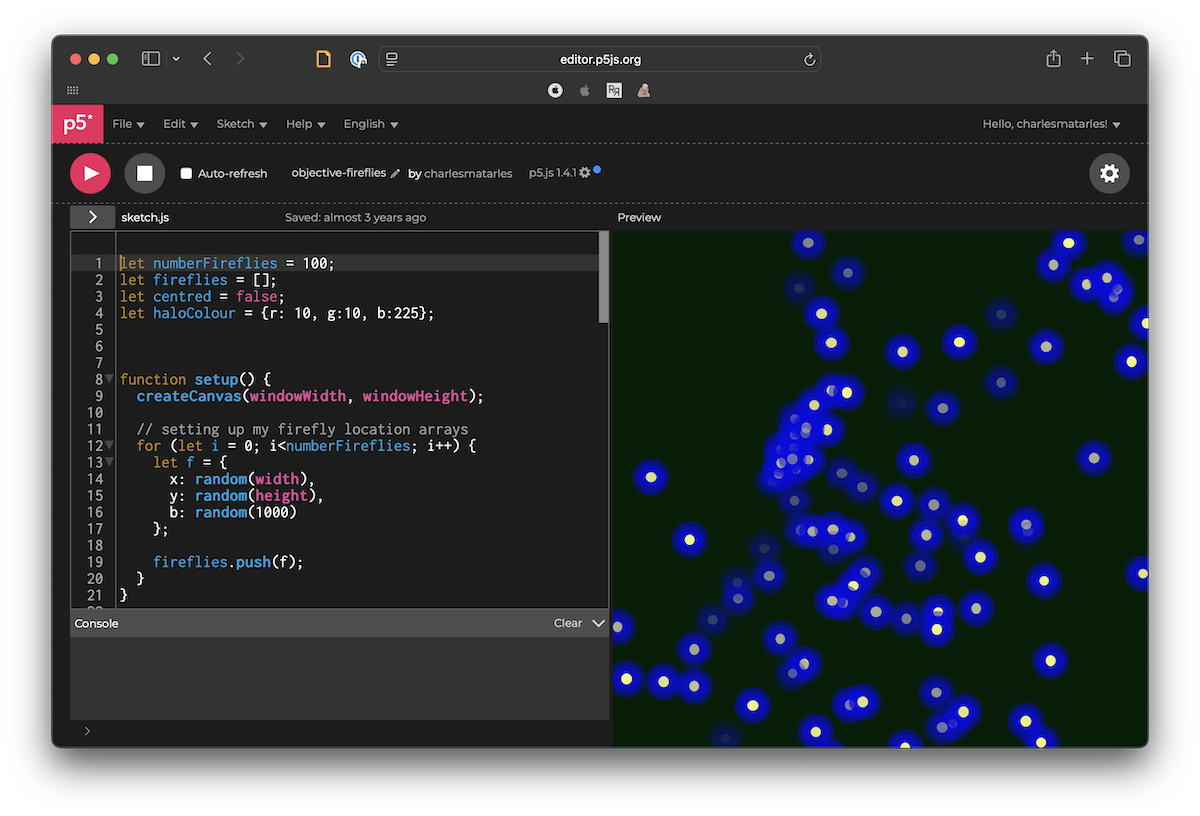 editor.p5js.org
p5* File Edit Sketch Help English Hello, charlesmatarles!
Auto-refresh objective-fireflies by charlesmatarles p5.js 1.4.1
sketch.js Saved: almost 3 years ago Preview
1 let numberFireflies = 100;
2 let fireflies = [];
3 let centred = false;
4 let haloColour = {r: 10, g:10, b:225};
5
6
7
8 function setup() {
9 createCanvas(windowWidth, windowHeight);
10
11 // setting up my firefly location arrays
12 for (let i = 0; i<numberFireflies; i++) {
13 let f = {
14 x: random(width),
15 y: random(height),
16 b: random(1000)
17 };
18
19 fireflies.push(f);
20 }
21 }
Console Clear
>